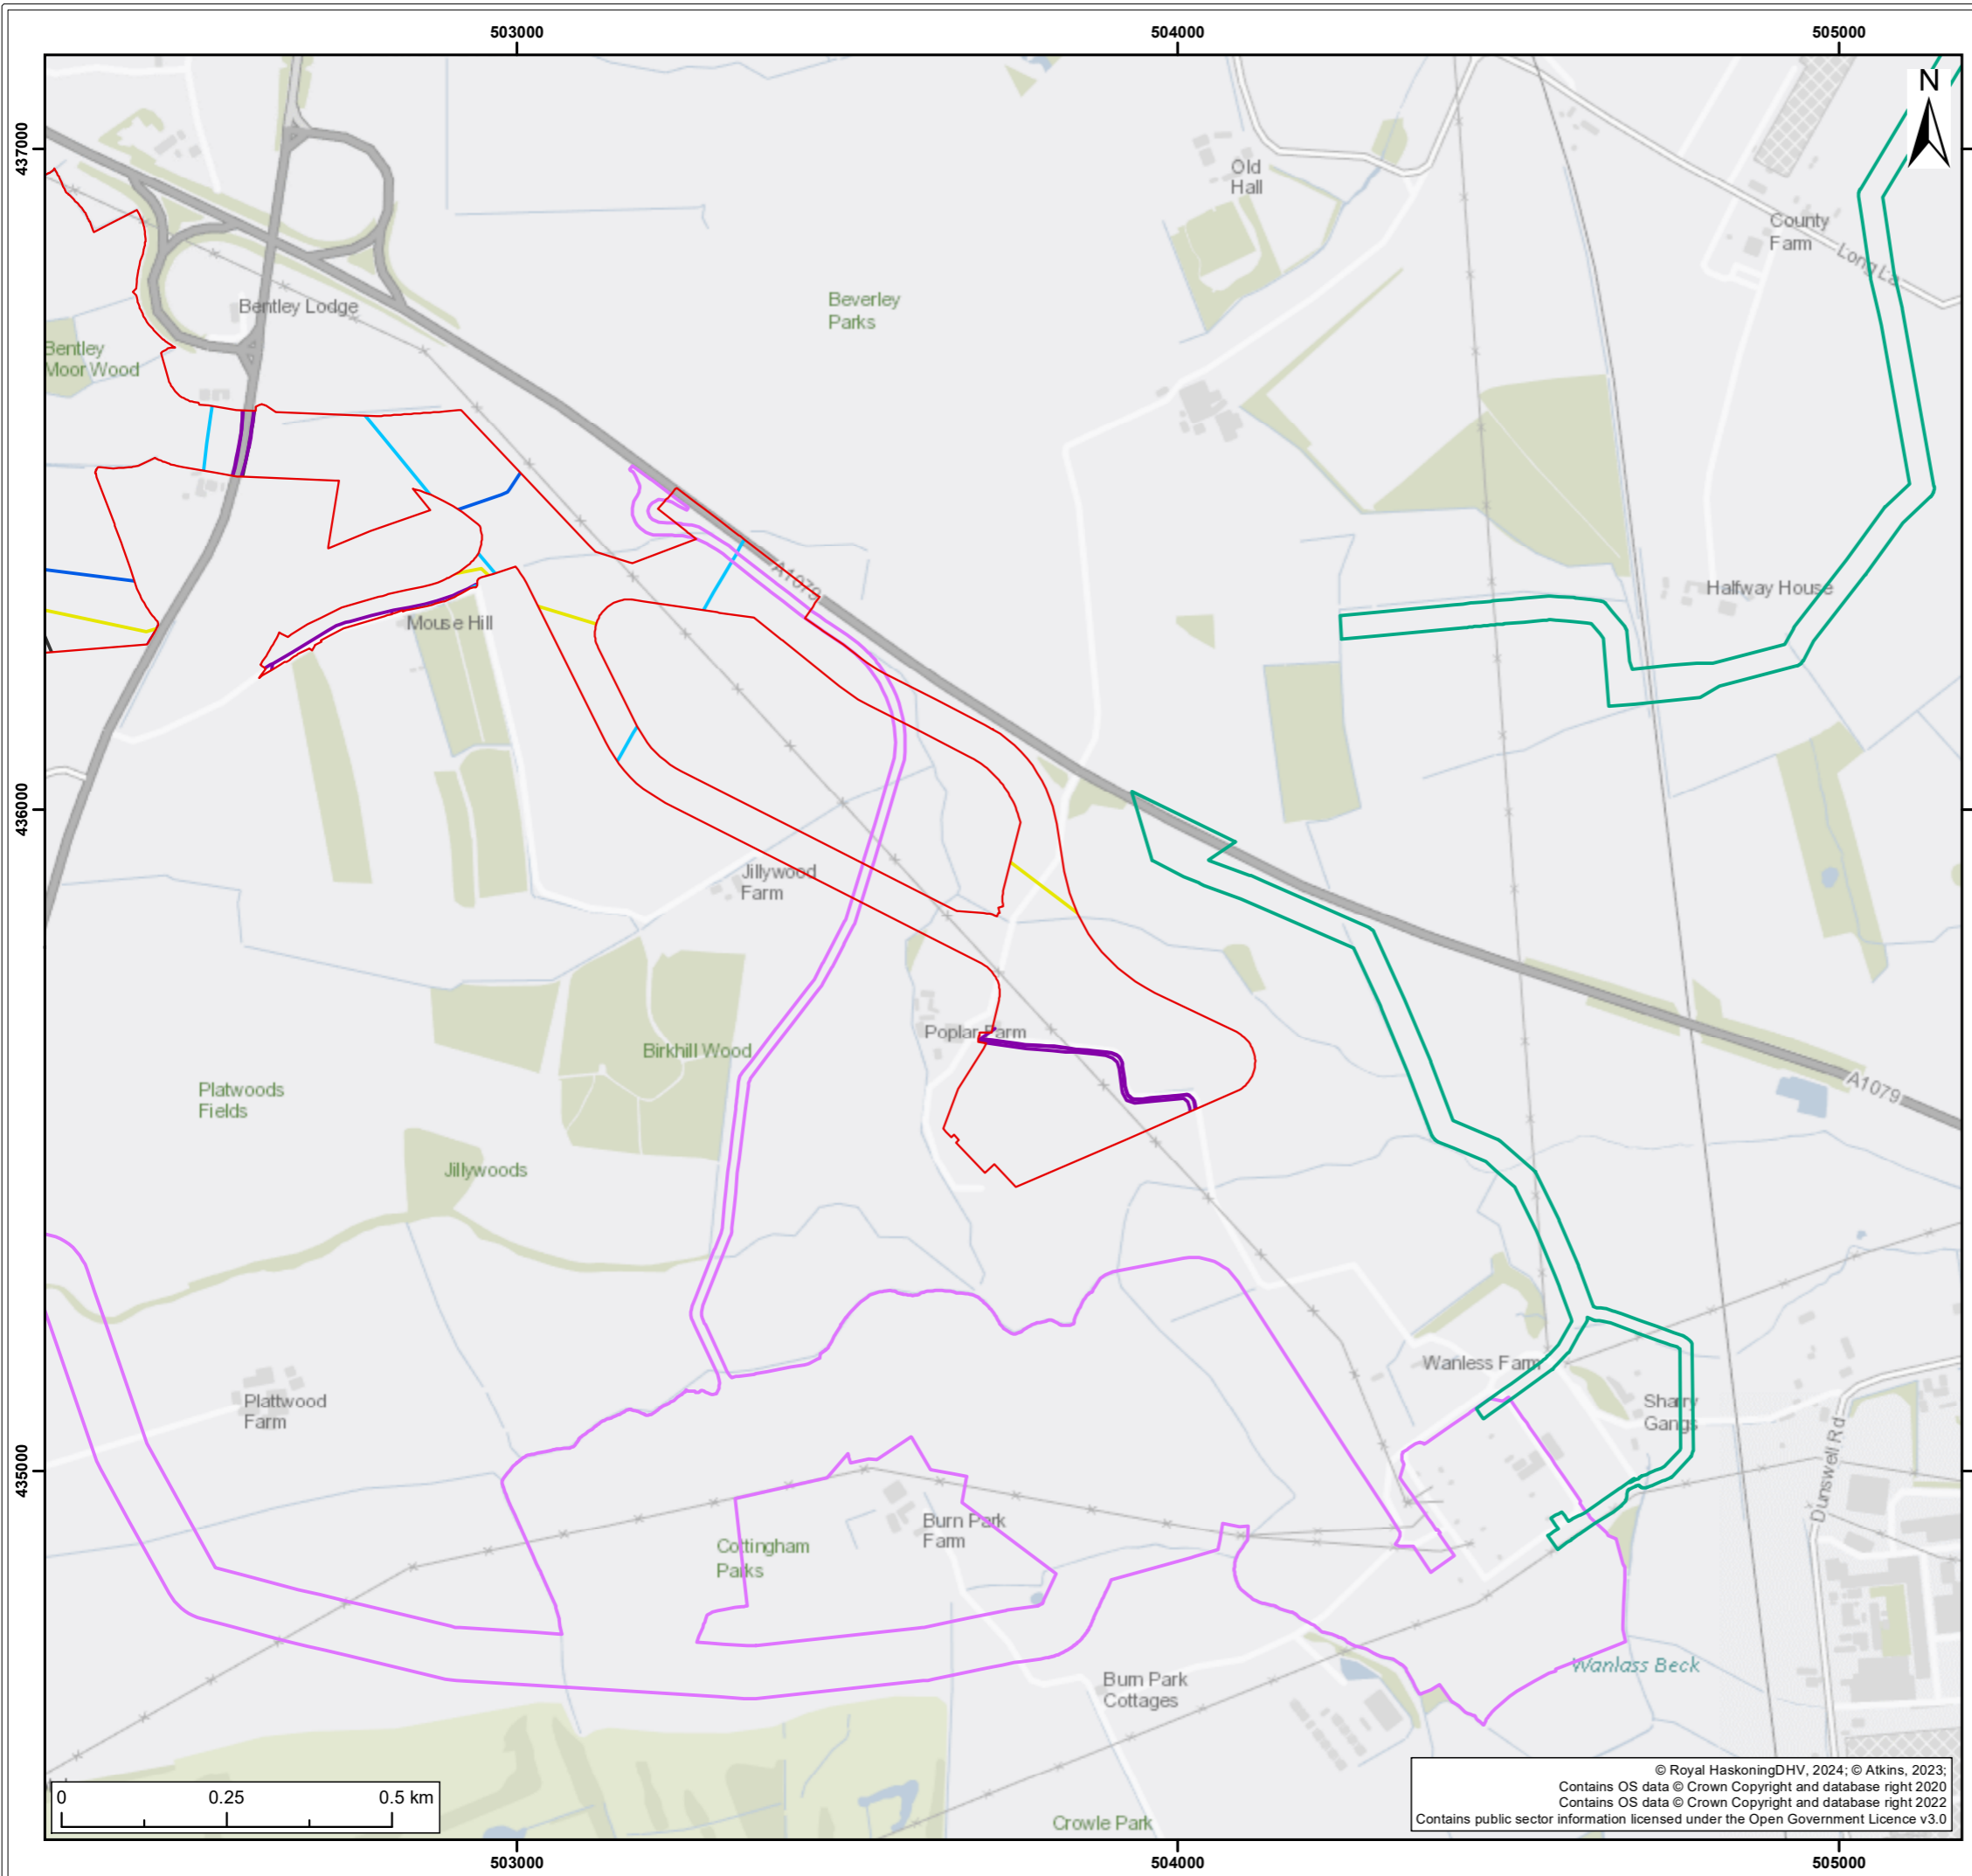 503000
504000
505000
N
437000
Old
Hall
County
Farm
Long La
Bentley Lodge
Beverley
Parks
Bentley
Moor Wood
A1079
Halfway House
Mouse Hill
436000
Jillywood
Farm
Poplar Farm
Birkhill Wood
A1079
Platwoods
Fields
Jillywoods
Wanless Farm
Plattwood
Farm
Sharry
Gangs
435000
Dunswell Rd
Burn Park
Farm
Cottingham
Parks
Wanlass Beck
Burn Park
Cottages
Crowle Park
0
0.25
0.5 km
© Royal HaskoningDHV, 2024; © Atkins, 2023;
Contains OS data © Crown Copyright and database right 2020
Contains OS data © Crown Copyright and database right 2022
Contains public sector information licensed under the Open Government Licence v3.0
503000
504000
505000